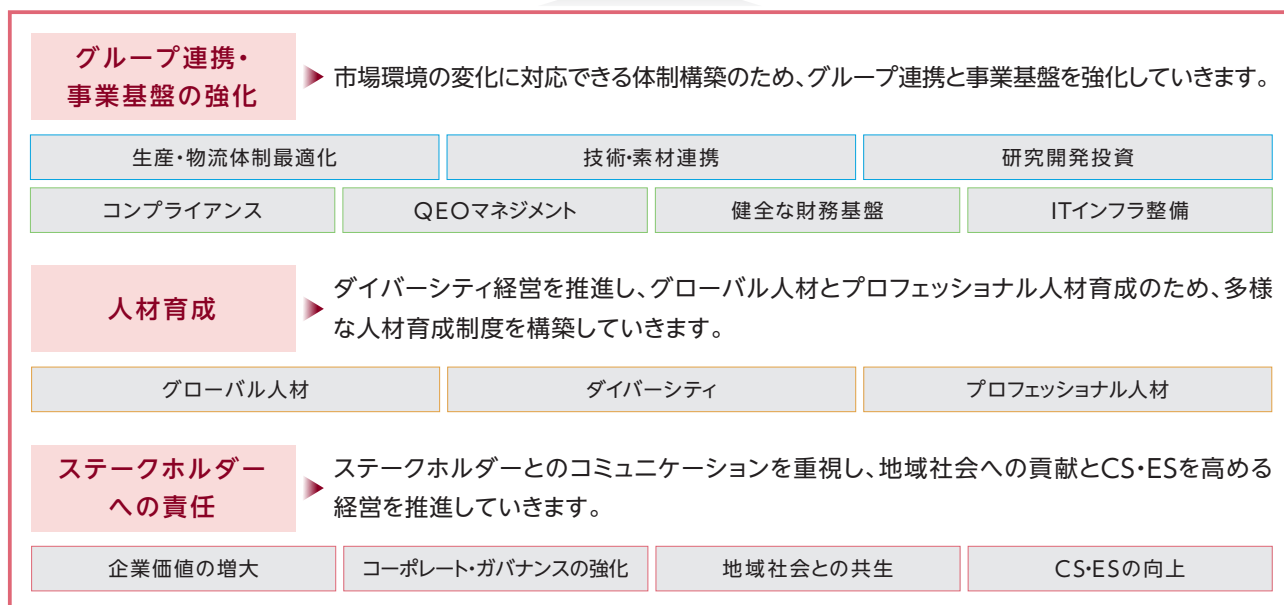 グループ連携・
事業基盤の強化
市場環境の変化に対応できる体制構築のため、グループ連携と事業基盤を強化していきます。
生産・物流体制最適化
技術・素材連携
研究開発投資
コンプライアンス
QEOマネジメント
健全な財務基盤
ITインフラ整備
人材育成
ダイバーシティ経営を推進し、グローバル人材とプロフェッショナル人材育成のため、多様
な人材育成制度を構築していきます。
グローバル人材
ダイバーシティ
プロフェッショナル人材
ステークホルダー
への責任
ステークホルダーとのコミュニケーションを重視し、地域社会への貢献とCS・ESを高める
経営を推進していきます。
企業価値の増大
コーポレート・ガバナンスの強化
地域社会との共生
CS・ESの向上